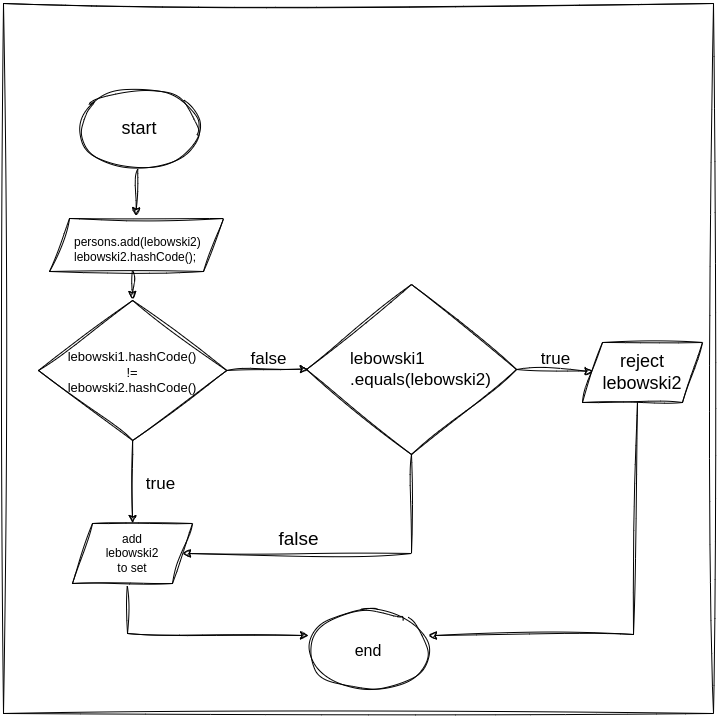 start
persons.add(lebowski2)
lebowski2.hashCode();
lebowski1.hashCode()
!=
lebowski2.hashCode()
false
lebowski1
.equals(lebowski2)
true
reject
lebowski2
true
add
lebowski2
to set
false
end